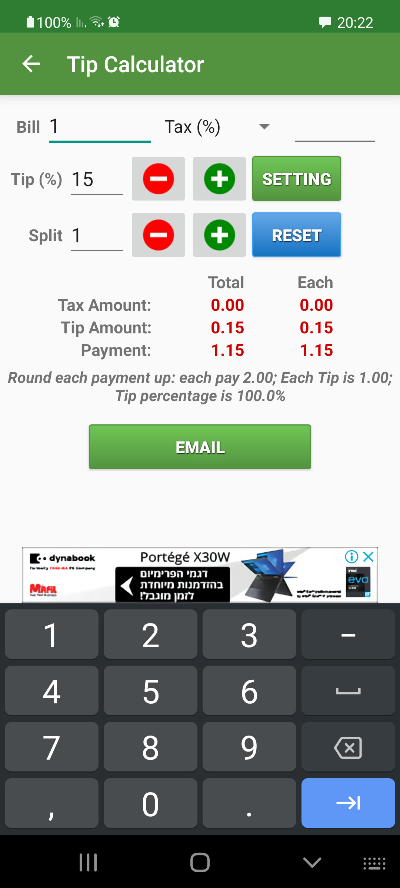 100% 20:22
Tip Calculator
Bill 1 Tax (%)
Tip (%) 15 SETTING
Split 1 RESET
Total Each
Tax Amount: 0.00 0.00
Tip Amount: 0.15 0.15
Payment: 1.15 1.15
Round each payment up: each pay 2.00; Each Tip is 1.00;
Tip percentage is 100.0%
EMAIL
dynabook Portégé X30W
דגמי הפרימיום
בהזדמנות מיוחדת
לזמן מוגבל!
evo
1 2 3 -
4 5 6
7 8 9
, 0 .